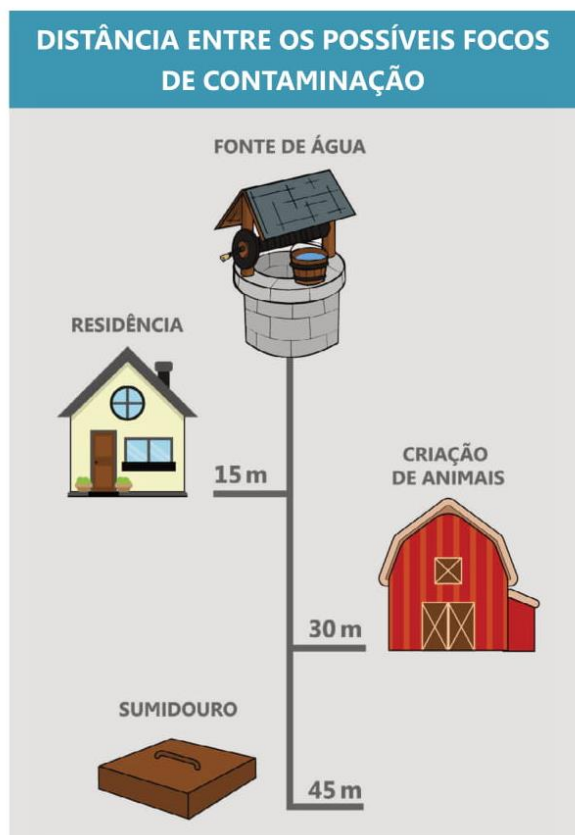 DISTÂNCIA ENTRE OS POSSÍVEIS FOCOS
DE CONTAMINAÇÃO
FONTE DE ÁGUA
RESIDÊNCIA
15 m
CRIAÇÃO
DE ANIMAIS
30 m
SUMIDOURO
45 m